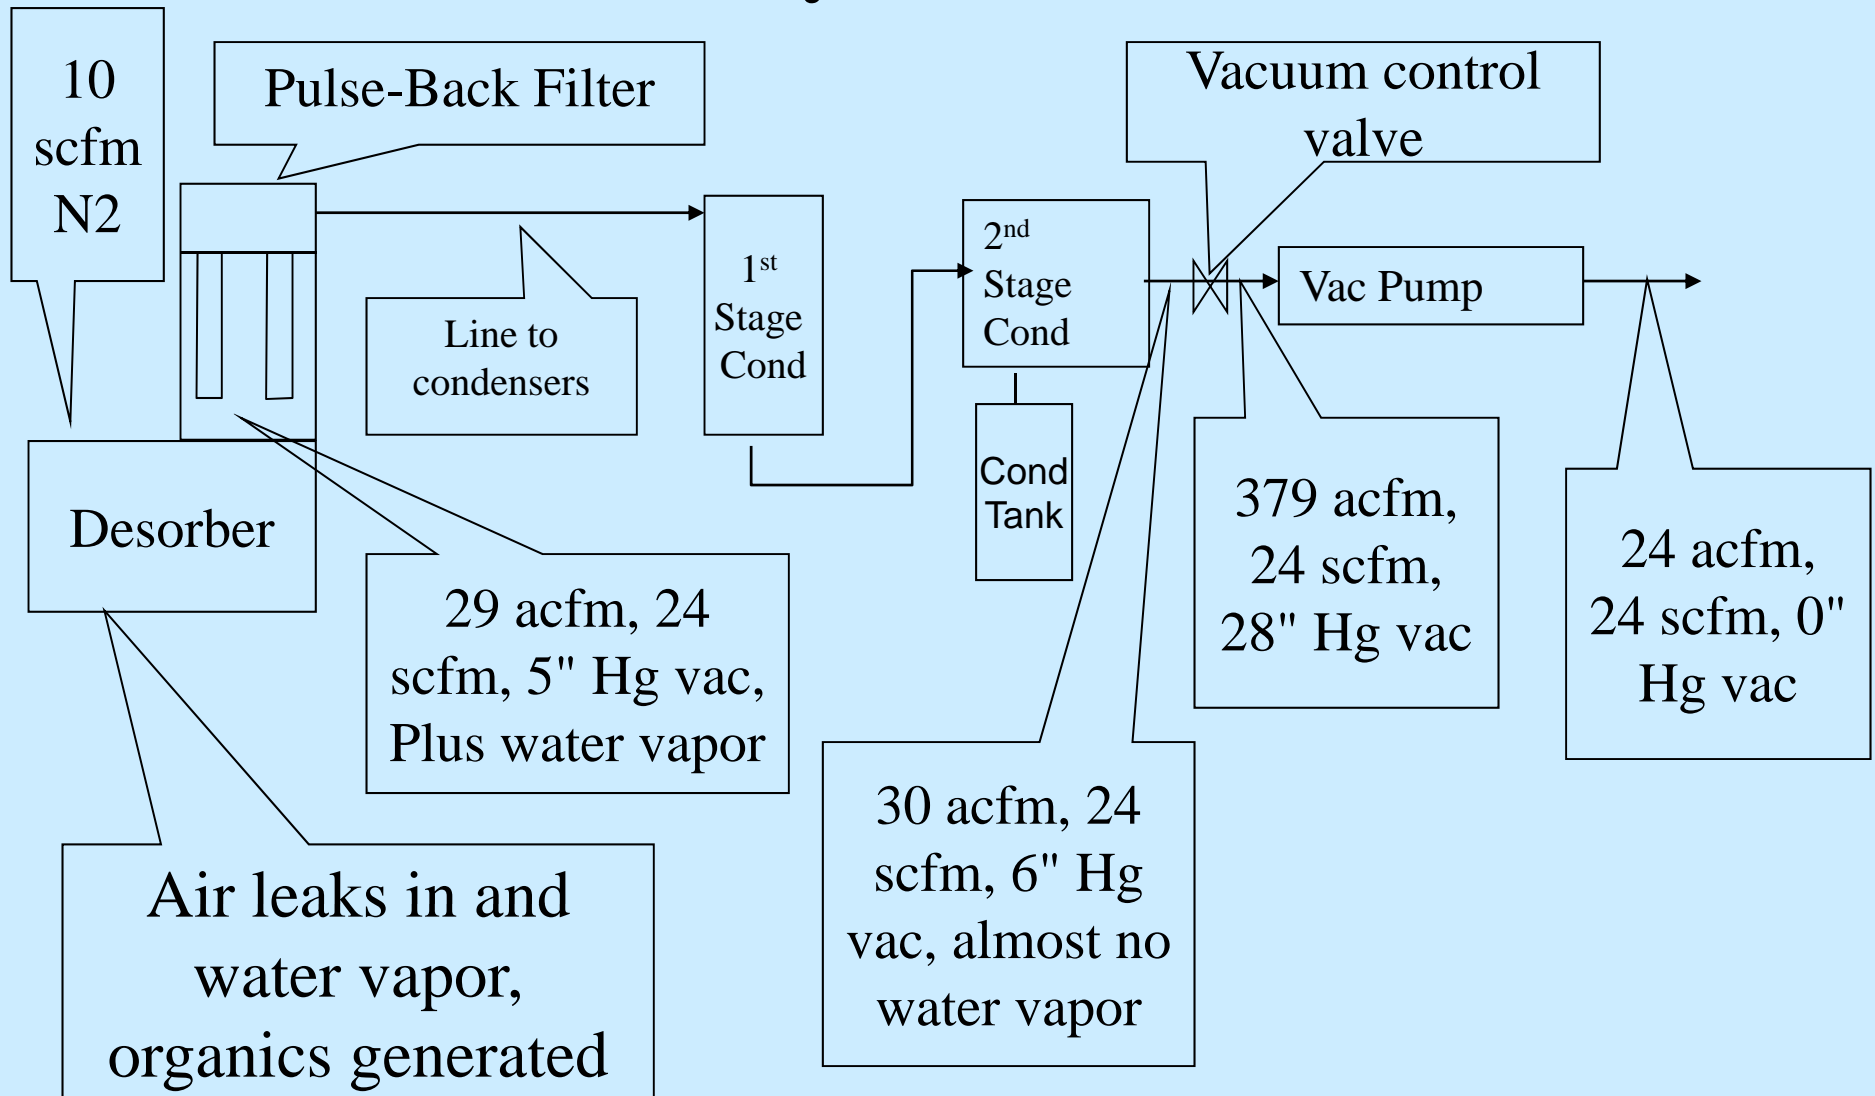 10
scfm
N2
Pulse-Back Filter
Vacuum control
valve
Line to
condensers
1st
Stage
Cond
2nd
Stage
Cond
Vac Pump
Cond
Tank
Desorber
29 acfm, 24
scfm, 5" Hg vac,
Plus water vapor
379 acfm,
24 scfm,
28" Hg vac
24 acfm,
24 scfm, 0"
Hg vac
30 acfm, 24
scfm, 6" Hg
vac, almost no
water vapor
Air leaks in and
water vapor,
organics generated